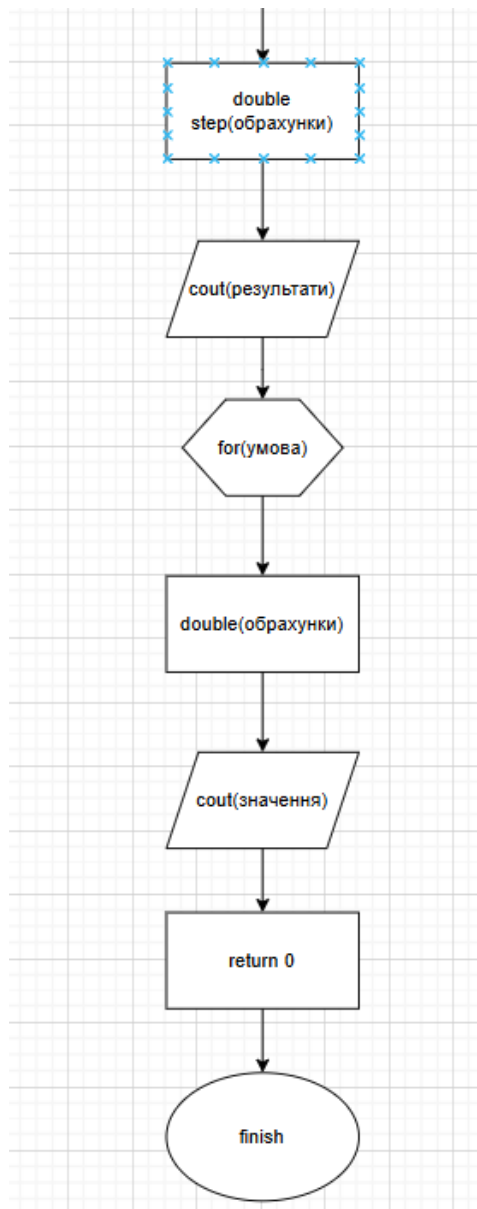 double
step(обрахунки)
cout(результати)
for(умова)
double(обрахунки)
cout(значення)
return 0
finish